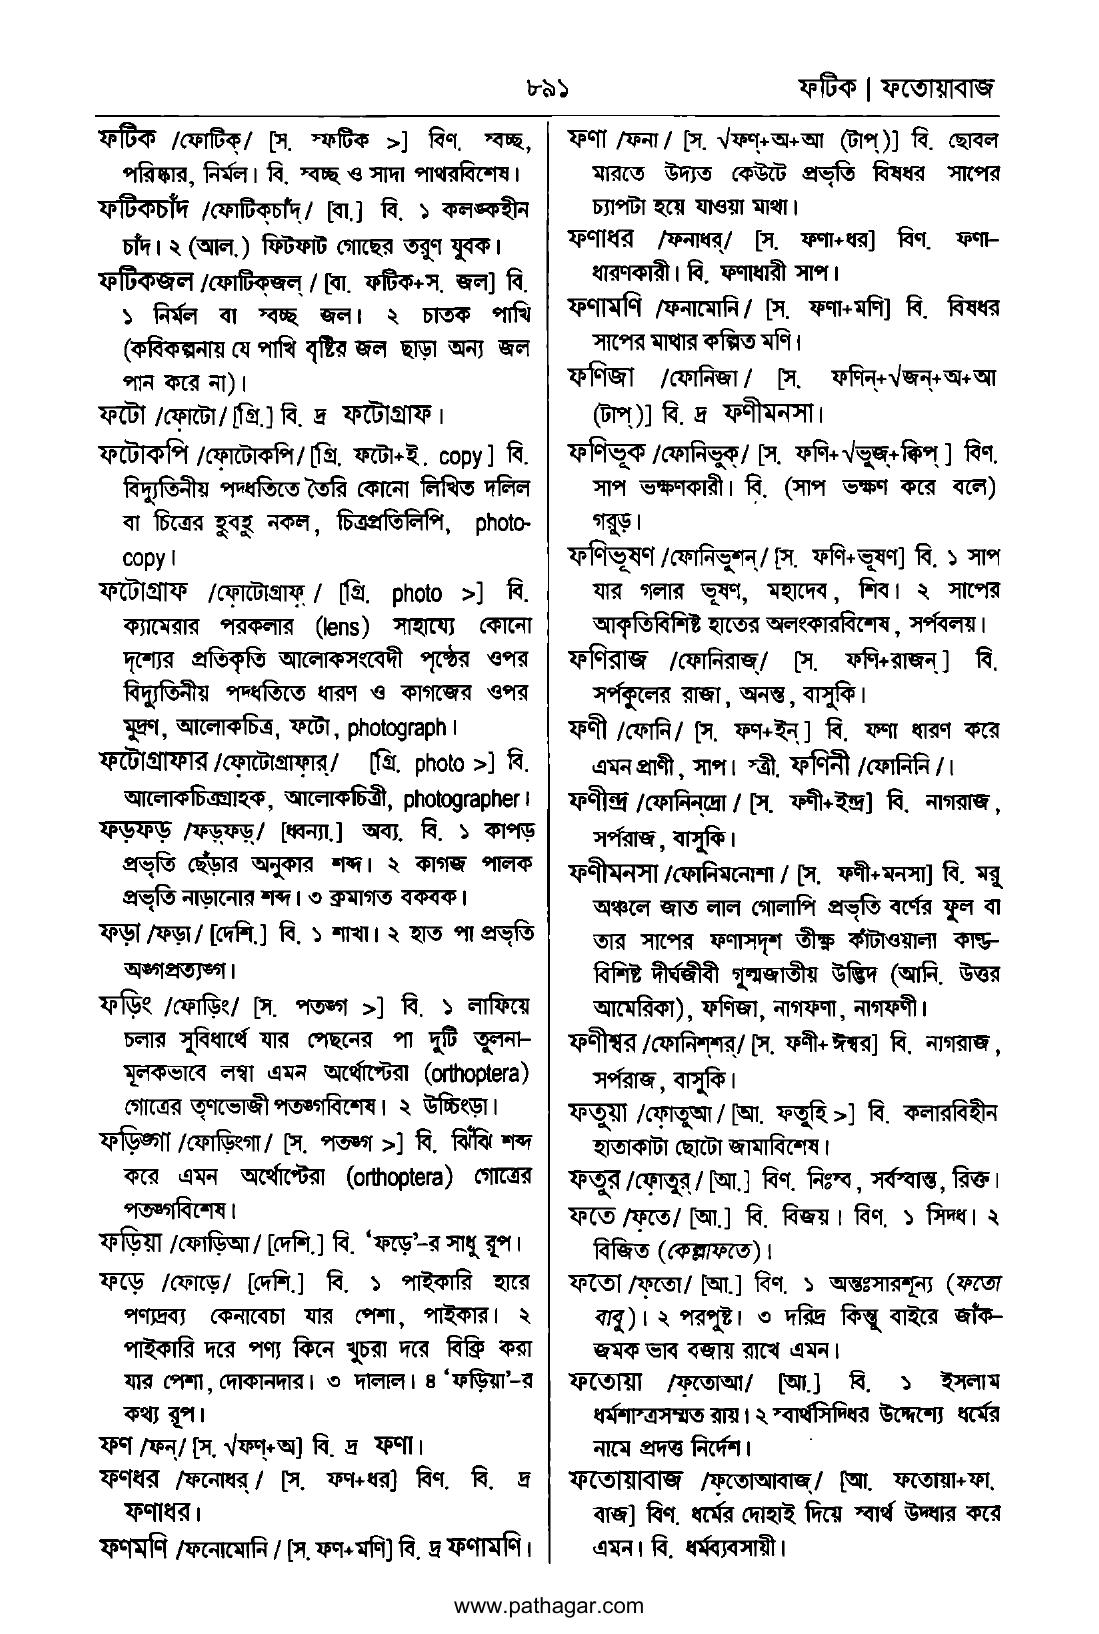 ৮৯১
ফটিক | ফতোয়াবাজ
ফটিক /ফোটিক্/ [স. স্ফটিক >] বিণ. স্বচ্ছ,
পরিষ্কার, নির্মল। বি. স্বচ্ছ ও সাদা পাথরবিশেষ।
ফটিকচাঁদ /ফোটিক্‌চাঁদ্/ [বা.] বি. ১ কলঙ্কহীন
চাঁদ। ২ (আল.) ফিটফাট গোছের তরুণ যুবক।
ফটিকজল /ফোটিক্‌জল্/ [বা. ফটিক+স. জল] বি.
১ নির্মল বা স্বচ্ছ জল। ২ চাতক পাখি
(কবিকল্পনায় যে পাখি বৃষ্টির জল ছাড়া অন্য জল
পান করে না)।
ফটো /ফ়োটো/ [গ্রি.] বি. দ্র ফটোগ্রাফ।
ফটোকপি /ফ়োটোকপি/ [গ্রি. ফটো+ই. copy] বি.
বিদ্যুতিনীয় পদ্ধতিতে তৈরি কোনো লিখিত দলিল
বা চিত্রের হুবহু নকল, চিত্রপ্রতিলিপি, photo-
copy।
ফটোগ্রাফ /ফ়োটোগ্রাফ়্/ [গ্রি. photo >] বি.
ক্যামেরার পরকলার (lens) সাহায্যে কোনো
দৃশ্যের প্রতিকৃতি আলোকসংবেদী পৃষ্ঠের ওপর
বিদ্যুতিনীয় পদ্ধতিতে ধারণ ও কাগজের ওপর
মুদ্রণ, আলোকচিত্র, ফটো, photograph।
ফটোগ্রাফার /ফ়োটোগ্রাফ়ার্/ [গ্রি. photo >] বি.
আলোকচিত্রগ্রাহক, আলোকচিত্রী, photographer।
ফড়ফড় /ফড়্‌ফড়্/ [ধ্বন্যা.] অব্য. বি. ১ কাপড়
প্রভৃতি ছেঁড়ার অনুকার শব্দ। ২ কাগজ পালক
প্রভৃতি নাড়ানোর শব্দ। ৩ ক্রমাগত বকবক।
ফড়া /ফড়া/ [দেশি.] বি. ১ শাখা। ২ হাত পা প্রভৃতি
অঙ্গপ্রত্যঙ্গ।
ফড়িং /ফোড়িং/ [স. পতঙ্গ >] বি. ১ লাফিয়ে
চলার সুবিধার্থে যার পেছনের পা দুটি তুলনা-
মূলকভাবে লম্বা এমন অর্থোপ্টেরা (orthoptera)
গোত্রের তৃণভোজী পতঙ্গবিশেষ। ২ উচ্চিংড়া।
ফড়িঙ্গা /ফোড়িংগা/ [স. পতঙ্গ >] বি. ঝিঁঝি শব্দ
করে এমন অর্থোপ্টেরা (orthoptera) গোত্রের
পতঙ্গবিশেষ।
ফড়িয়া /ফোড়িআ/ [দেশি.] বি. ‘ফড়ে’-র সাধু রূপ।
ফড়ে /ফোড়ে/ [দেশি.] বি. ১ পাইকারি হারে
পণ্যদ্রব্য কেনাবেচা যার পেশা, পাইকার। ২
পাইকারি দরে পণ্য কিনে খুচরা দরে বিক্রি করা
যার পেশা, দোকানদার। ৩ দালাল। ৪ ‘ফড়িয়া’-র
কথ্য রূপ।
ফণ /ফন্/ [স. √ফণ্+অ] বি. দ্র ফণা।
ফণধর /ফনোধর্/ [স. ফণ+ধর] বিণ. বি. দ্র
ফণাধর।
ফণমণি /ফনোমোনি/ [স. ফণ+মণি] বি. দ্র ফণামণি।
ফণা /ফনা/ [স. √ফণ্+অ+আ (টাপ্)] বি. ছোবল
মারতে উদ্যত কেউটে প্রভৃতি বিষধর সাপের
চ্যাপটা হয়ে যাওয়া মাথা।
ফণাধর /ফনাধর্/ [স. ফণা+ধর] বিণ. ফণা-
ধারণকারী। বি. ফণাধারী সাপ।
ফণামণি /ফনামোনি/ [স. ফণা+মণি] বি. বিষধর
সাপের মাথার কল্পিত মণি।
ফণিজা /ফোনিজা/ [স. ফণিন্+√জন্+অ+আ
(টাপ্)] বি. দ্র ফণীমনসা।
ফণিভুক /ফোনিভুক্/ [স. ফণি+√ভুজ্+ক্বিপ্] বিণ.
সাপ ভক্ষণকারী। বি. (সাপ ভক্ষণ করে বলে)
গরুড়।
ফণিভূষণ /ফোনিভুশন্/ [স. ফণি+ভূষণ] বি. ১ সাপ
যার গলার ভূষণ, মহাদেব, শিব। ২ সাপের
আকৃতিবিশিষ্ট হাতের অলংকারবিশেষ, সর্পবলয়।
ফণিরাজ /ফোনিরাজ্/ [স. ফণি+রাজন্] বি.
সর্পকুলের রাজা, অনন্ত, বাসুকি।
ফণী /ফোনি/ [স. ফণ+ইন্] বি. ফণা ধারণ করে
এমন প্রাণী, সাপ। স্ত্রী. ফণিনী /ফোনিনি/।
ফণীন্দ্র /ফোনিন্‌দ্রো/ [স. ফণী+ইন্দ্র] বি. নাগরাজ,
সর্পরাজ, বাসুকি।
ফণীমনসা /ফোনিমনোশা/ [স. ফণী+মনসা] বি. মরু
অঞ্চলে জাত লাল গোলাপি প্রভৃতি বর্ণের ফুল বা
তার সাপের ফণাসদৃশ তীক্ষ্ণ কাঁটাওয়ালা কাণ্ড-
বিশিষ্ট দীর্ঘজীবী গুল্মজাতীয় উদ্ভিদ (আনি. উত্তর
আমেরিকা), ফণিজা, নাগফণা, নাগফণী।
ফণীশ্বর /ফোনিশ্‌শর্/ [স. ফণী+ঈশ্বর] বি. নাগরাজ,
সর্পরাজ, বাসুকি।
ফতুয়া /ফ়োতুআ/ [আ. ফতূহি >] বি. কলারবিহীন
হাতাকাটা ছোটো জামাবিশেষ।
ফতুর /ফ়োতুর্/ [আ.] বিণ. নিঃস্ব, সর্বস্বান্ত, রিক্ত।
ফতে /ফ়তে/ [আ.] বি. বিজয়। বিণ. ১ সিদ্ধ। ২
বিজিত (কেল্লাফতে)।
ফতো /ফ়তো/ [আ.] বিণ. ১ অন্তঃসারশূন্য (ফতো
বাবু)। ২ পরপুষ্ট। ৩ দরিদ্র কিন্তু বাইরে জাঁক-
জমক ভাব বজায় রাখে এমন।
ফতোয়া /ফ়তোআ/ [আ.] বি. ১ ইসলাম
ধর্মশাস্ত্রসম্মত রায়। ২ স্বার্থসিদ্ধির উদ্দেশ্যে ধর্মের
নামে প্রদত্ত নির্দেশ।
ফতোয়াবাজ /ফ়তোআবাজ্/ [আ. ফতোয়া+ফা.
বাজ] বিণ. ধর্মের দোহাই দিয়ে স্বার্থ উদ্ধার করে
এমন। বি. ধর্মব্যবসায়ী।
www.pathagar.com